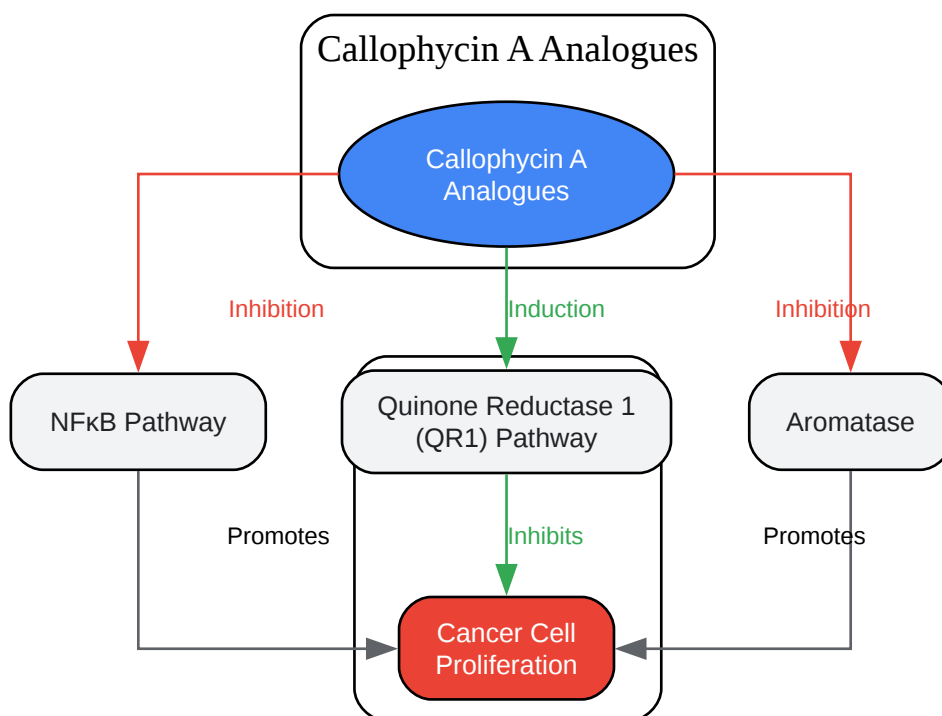 Callophycin A Analogues
Callophycin A
Analogues
Inhibition
Induction
Inhibition
NFκB Pathway
Quinone Reductase 1
(QR1) Pathway
Aromatase
Promotes
Inhibits
Promotes
Cancer Cell
Proliferation